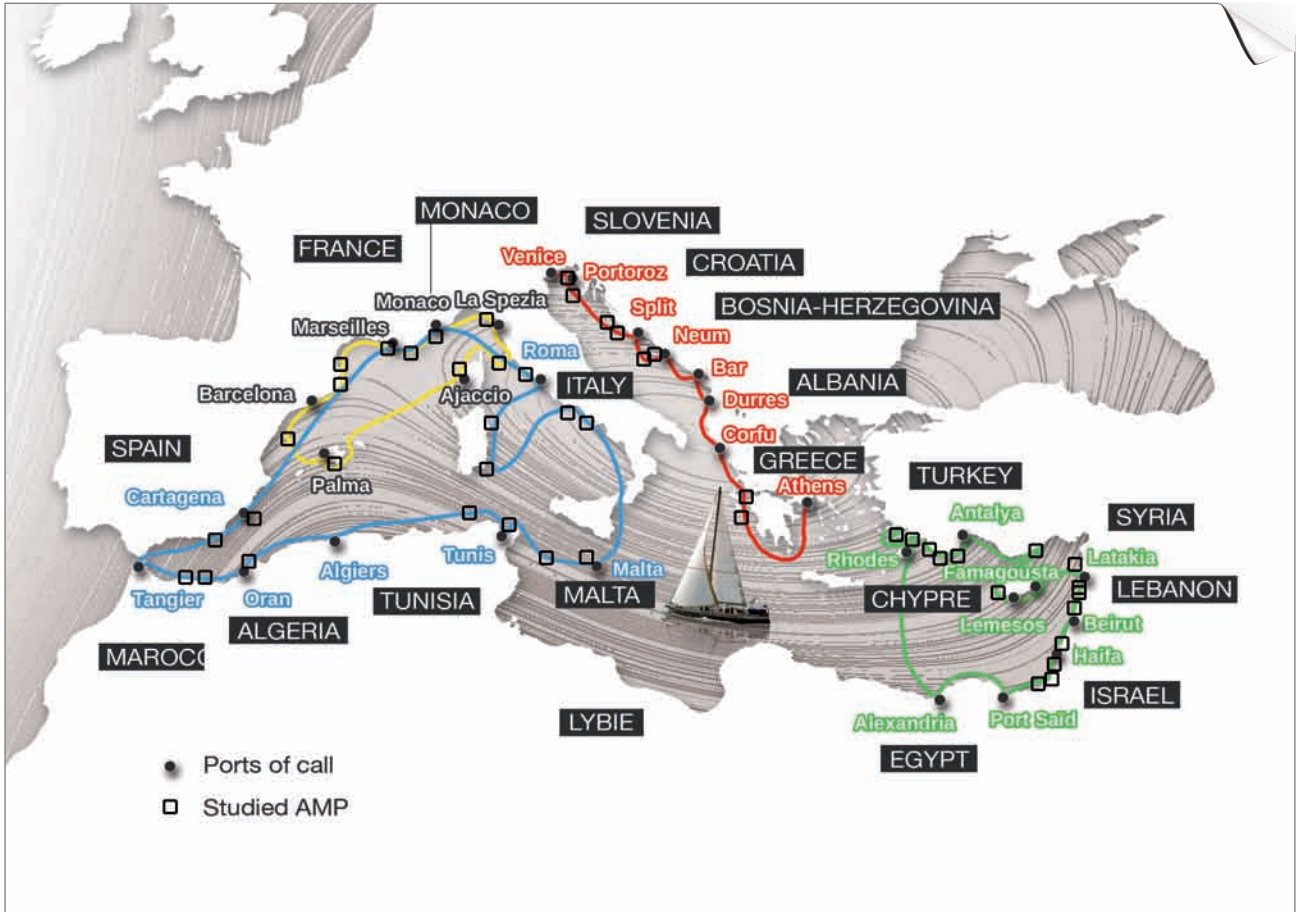 MONACO
SLOVENIA
FRANCE
Venice
Portoroz
CROATIA
Monaco
La Spezia
BOSNIA-HERZEGOVINA
Marseilles
Split
Neum
Roma
Bar
ITALY
ALBANIA
Barcelona
Ajaccio
Durres
Corfu
SPAIN
GREECE
TURKEY
Palma
Athens
Cartagena
Antalya
SYRIA
Tunis
Rhodes
Latakia
Algiers
Malta
Famagousta
Tangier
Oran
TUNISIA
MALTA
CHYPRE
LEBANON
Lemesos
Beirut
ALGERIA
MAROCC
Haifa
ISRAEL
LYBIE
Alexandria
Port Saïd
EGYPT
Ports of call
Studied AMP